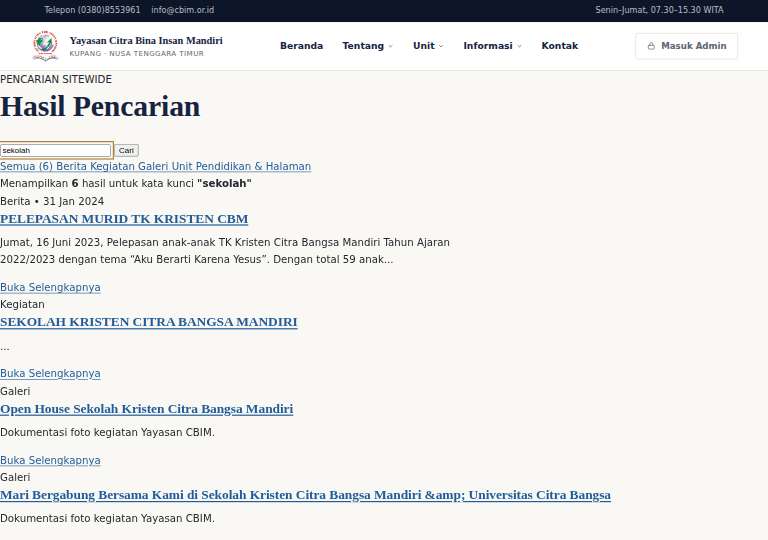 Telepon (0380)8553961 info@cbim.or.id Senin–Jumat, 07.30–15.30 WITA
Yayasan Citra Bina Insan Mandiri
KUPANG · NUSA TENGGARA TIMUR
Beranda Tentang Unit Informasi Kontak Masuk Admin
PENCARIAN SITEWIDE
Hasil Pencarian
sekolah Cari
Semua (6) Berita Kegiatan Galeri Unit Pendidikan & Halaman
Menampilkan 6 hasil untuk kata kunci "sekolah"
Berita • 31 Jan 2024
PELEPASAN MURID TK KRISTEN CBM
Jumat, 16 Juni 2023, Pelepasan anak-anak TK Kristen Citra Bangsa Mandiri Tahun Ajaran
2022/2023 dengan tema “Aku Berarti Karena Yesus”. Dengan total 59 anak...
Buka Selengkapnya
Kegiatan
SEKOLAH KRISTEN CITRA BANGSA MANDIRI
...
Buka Selengkapnya
Galeri
Open House Sekolah Kristen Citra Bangsa Mandiri
Dokumentasi foto kegiatan Yayasan CBIM.
Buka Selengkapnya
Galeri
Mari Bergabung Bersama Kami di Sekolah Kristen Citra Bangsa Mandiri &amp; Universitas Citra Bangsa
Dokumentasi foto kegiatan Yayasan CBIM.